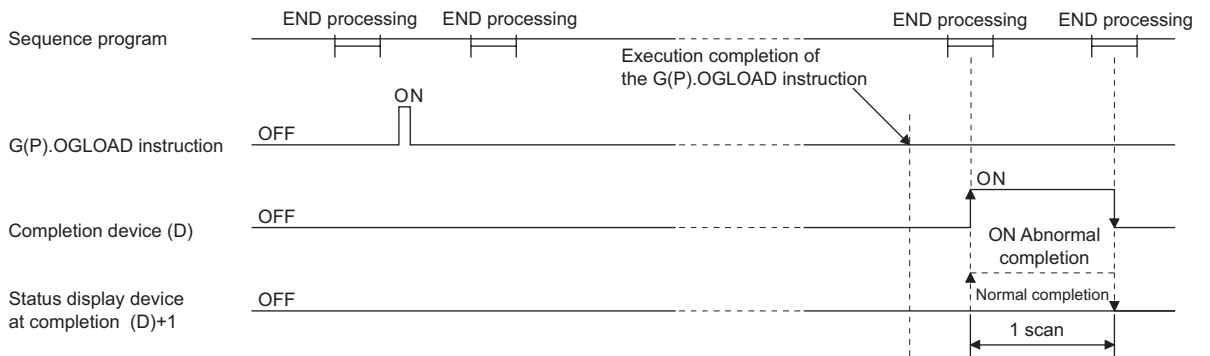 END processing
END processing
END processing
END processing
Sequence program
Execution completion of
the G(P).OGLOAD instruction
ON
OFF
G(P).OGLOAD instruction
ON
OFF
Completion device (D)
ON Abnormal
completion
Status display device
at completion (D)+1
OFF
Normal completion
1 scan